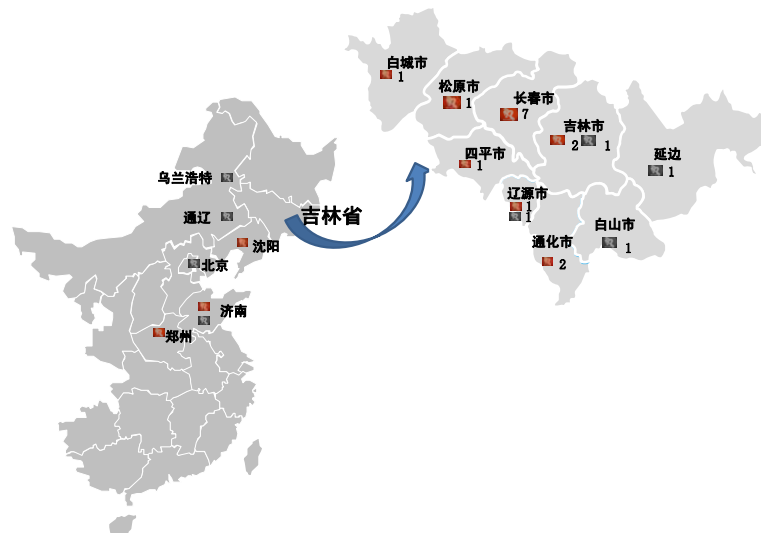 白城市
1
松原市
1
长春市
7
吉林市
2
1
延边
1
四平市
1
辽源市
1
1
白山市
1
通化市
2
吉林省
乌兰浩特
通辽
沈阳
北京
济南
郑州